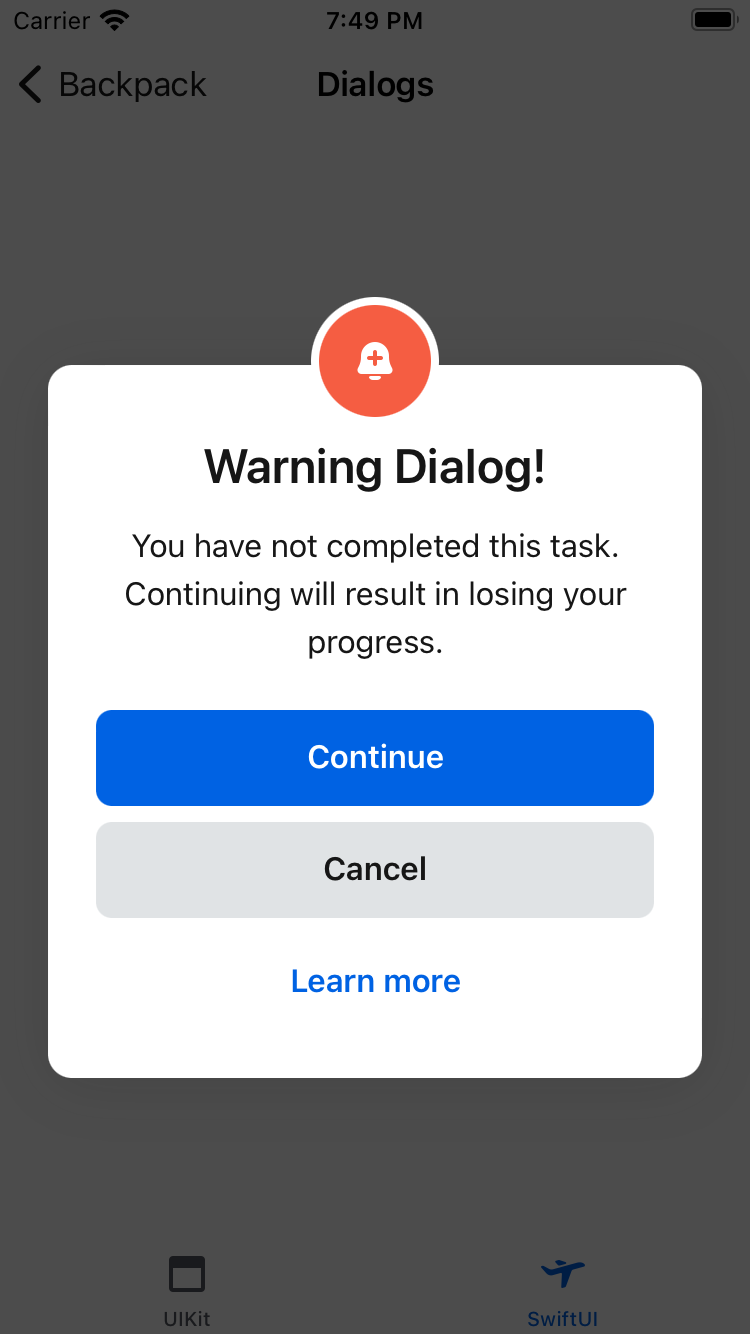 Carrier 7:49 PM
Backpack Dialogs
Warning Dialog!
You have not completed this task.
Continuing will result in losing your
progress.
Continue
Cancel
Learn more
UIKit SwiftUI